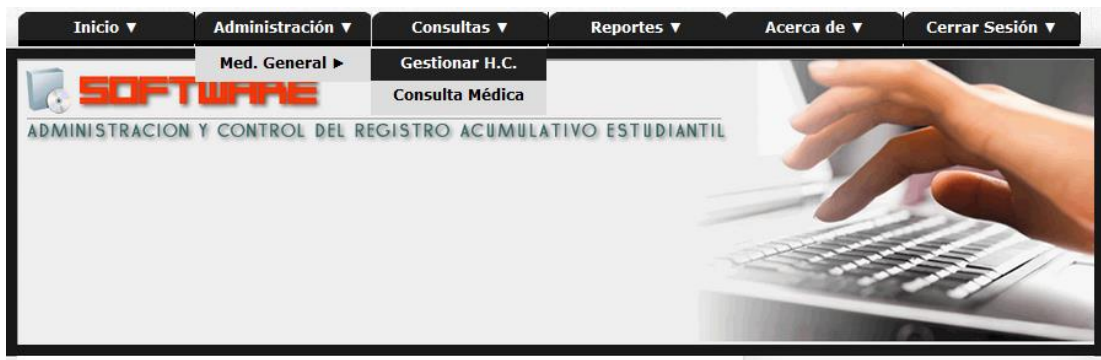 Inicio ▼ Administración ▼ Consultas ▼ Reportes ▼ Acerca de ▼ Cerrar Sesión ▼
Med. General ► Gestionar H.C.
Consulta Médica
SOFTWARE
ADMINISTRACION Y CONTROL DEL REGISTRO ACUMULATIVO ESTUDIANTIL